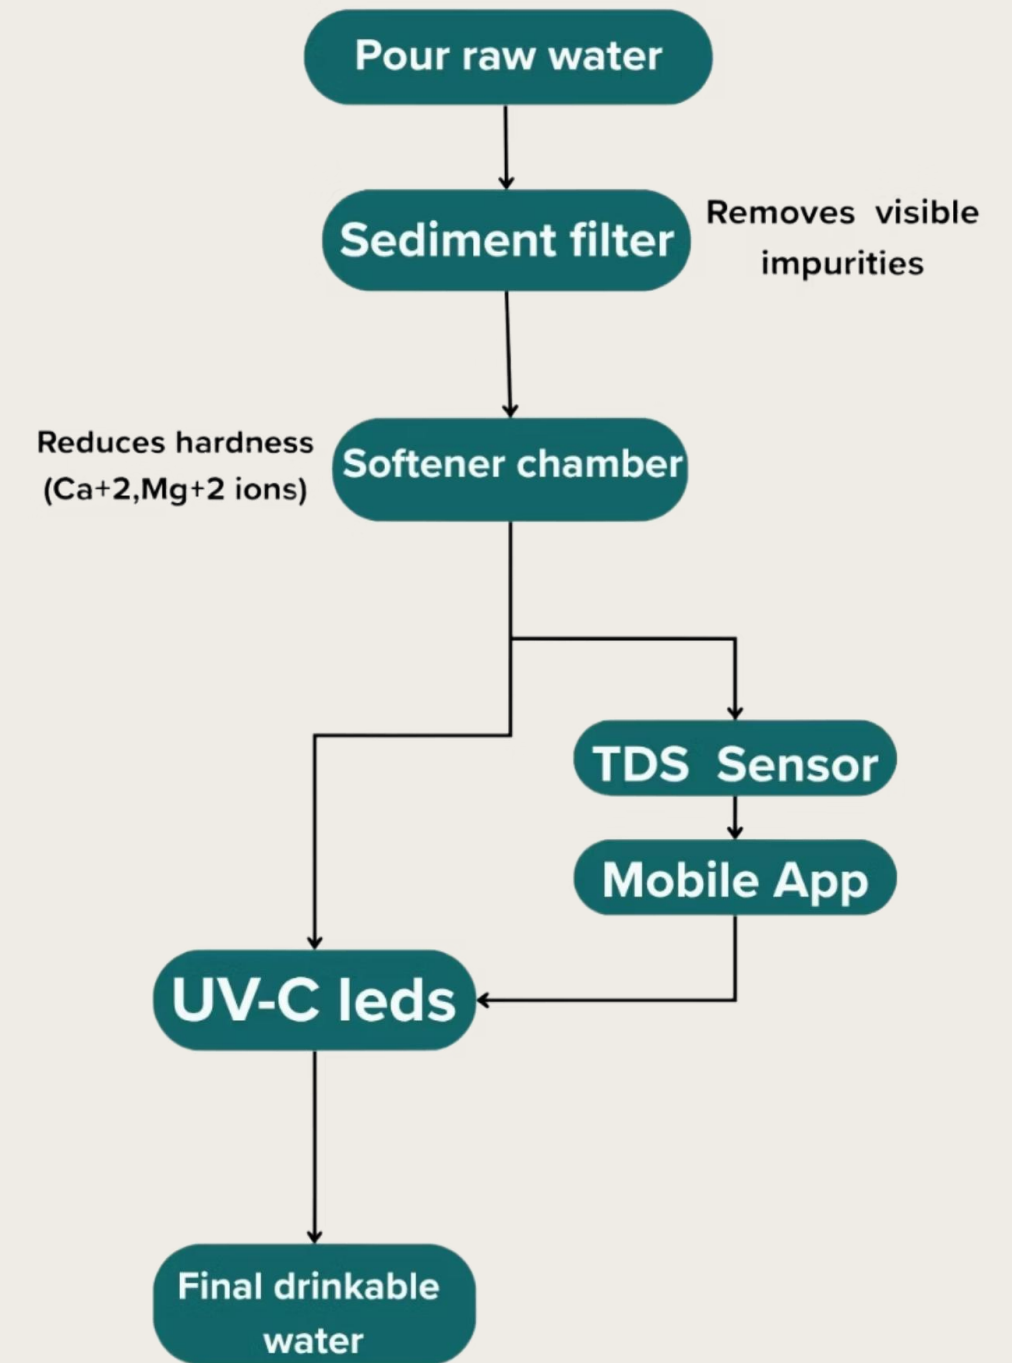 Pour raw water
Sediment filter
Removes visible
impurities
Reduces hardness
(Ca+2,Mg+2 ions)
Softener chamber
TDS Sensor
Mobile App
UV-C leds
Final drinkable
water